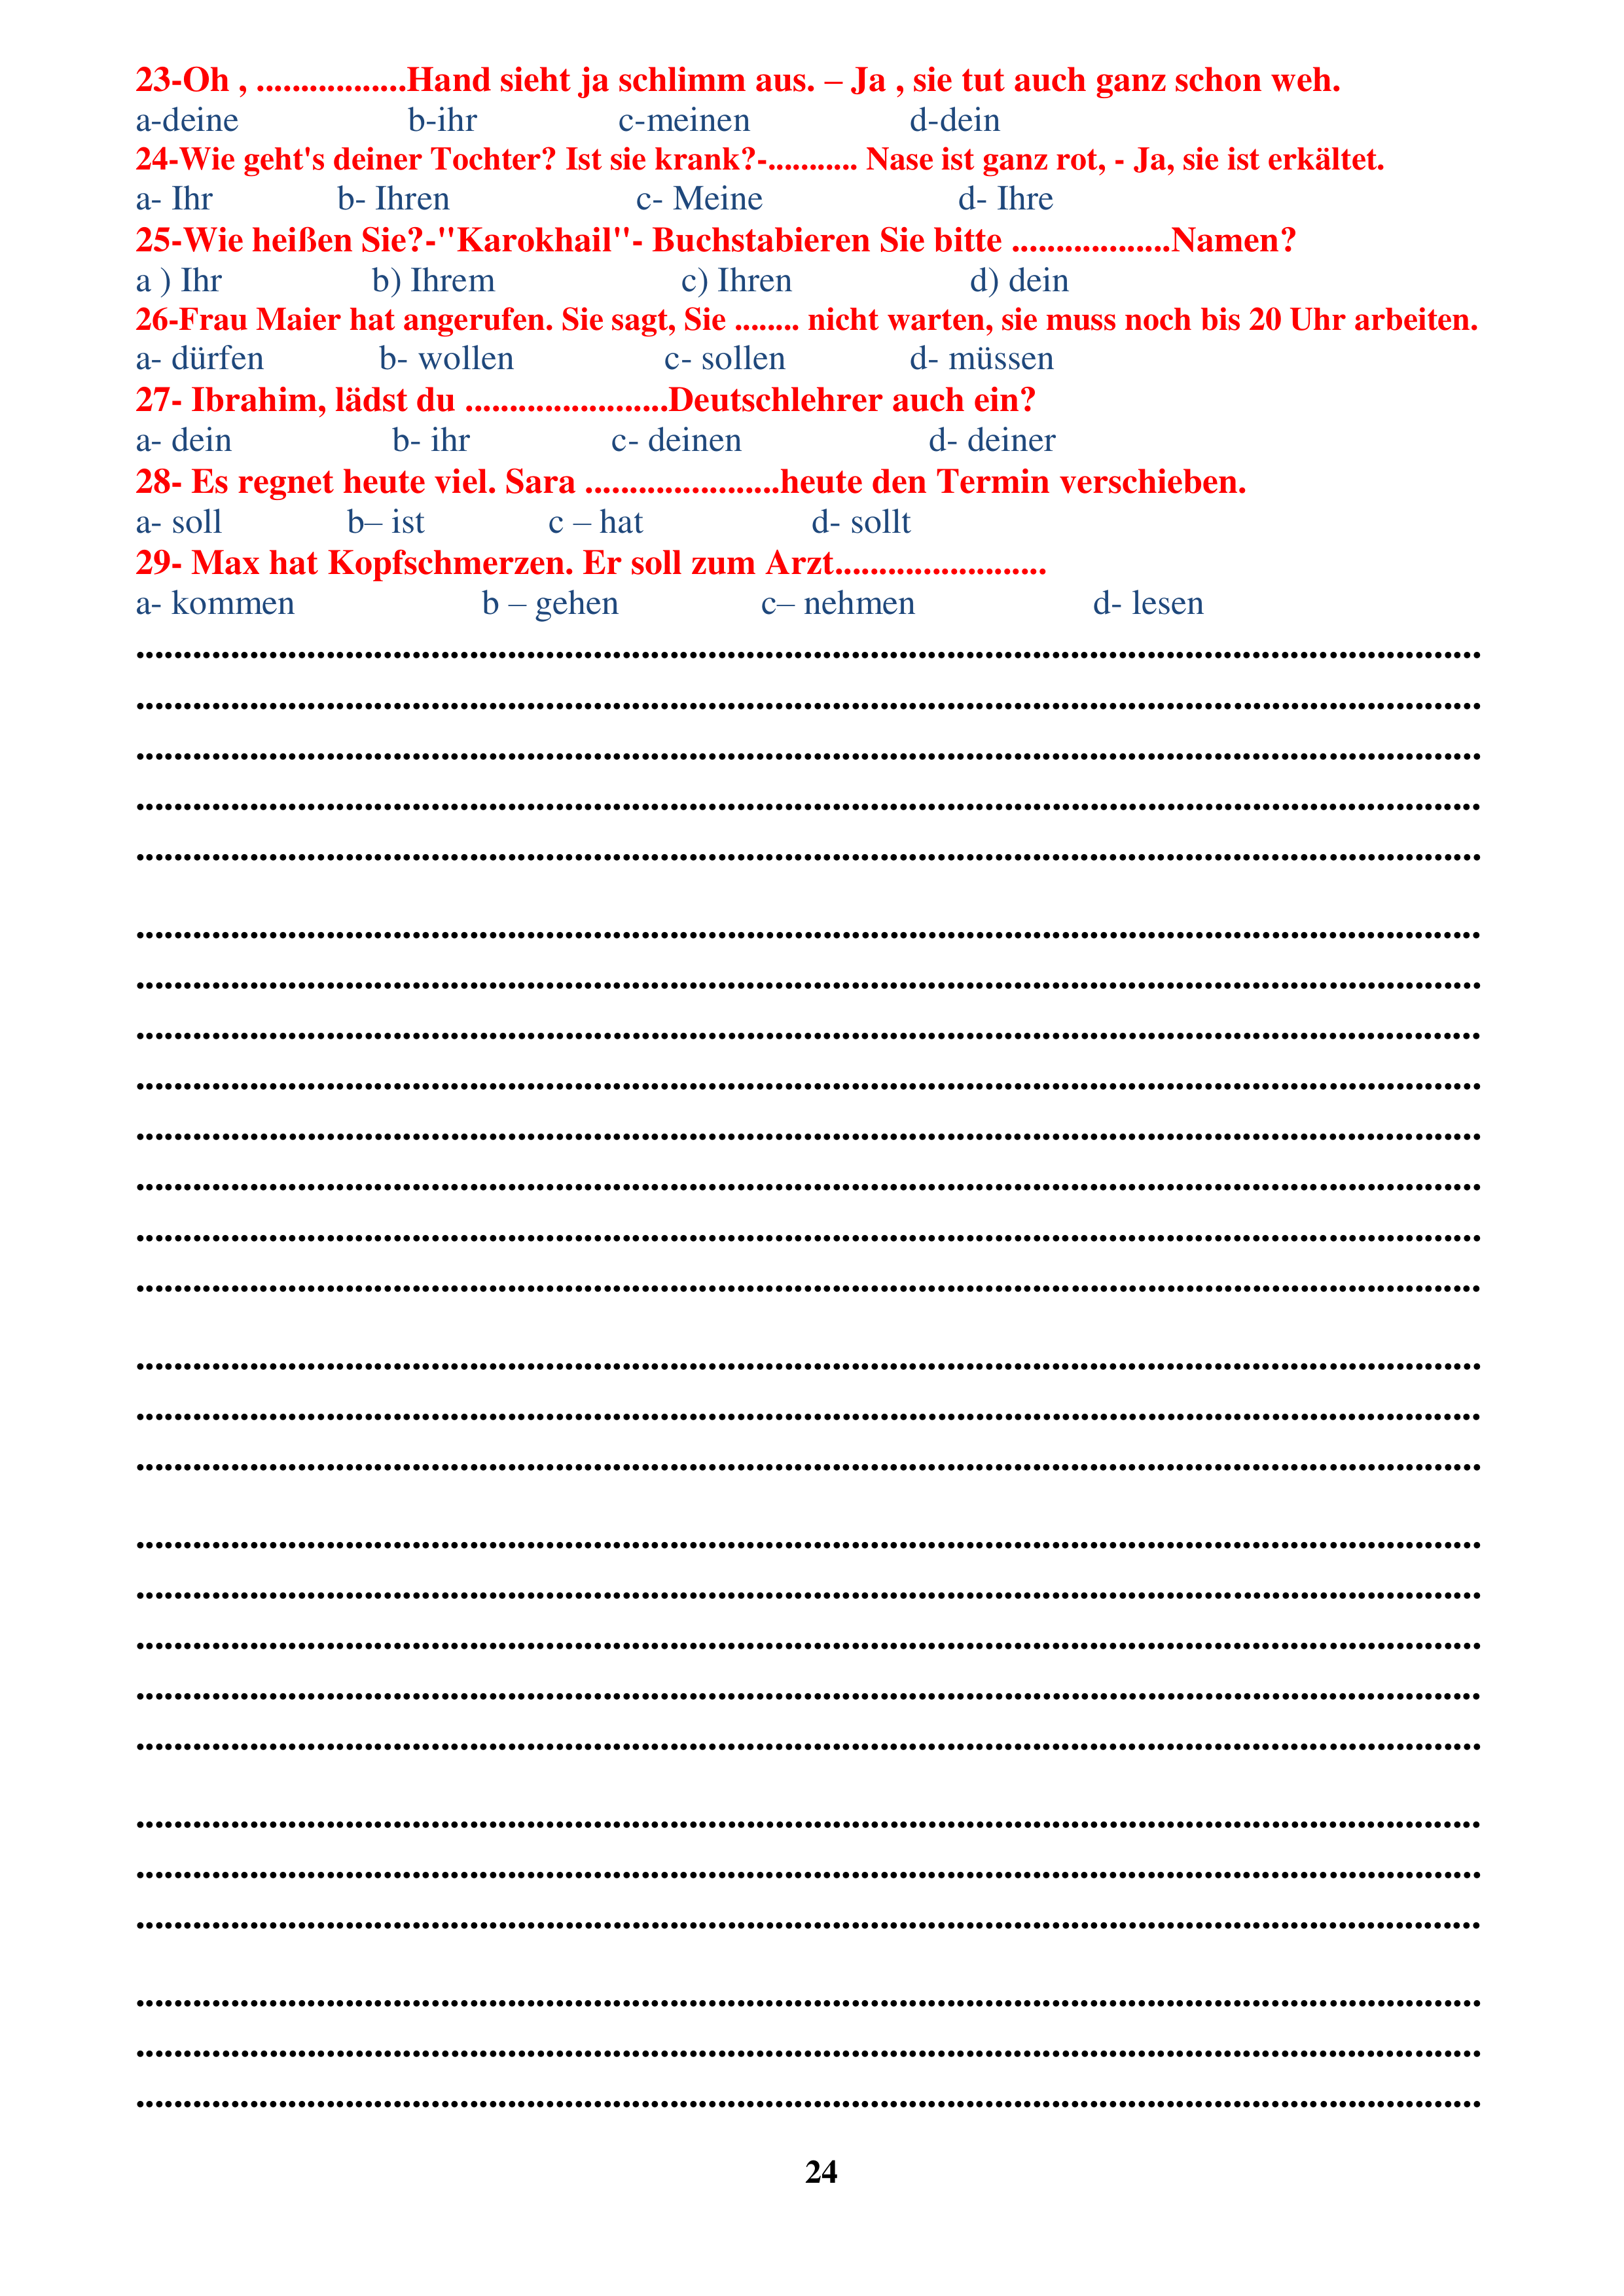 23-Oh , .................Hand sieht ja schlimm aus. – Ja , sie tut auch ganz schon weh.
a-deine b-ihr c-meinen d-dein
24-Wie geht's deiner Tochter? Ist sie krank?-........... Nase ist ganz rot, - Ja, sie ist erkältet.
a- Ihr b- Ihren c- Meine d- Ihre
25-Wie heißen Sie?-"Karokhail"- Buchstabieren Sie bitte ..................Namen?
a ) Ihr b) Ihrem c) Ihren d) dein
26-Frau Maier hat angerufen. Sie sagt, Sie ........ nicht warten, sie muss noch bis 20 Uhr arbeiten.
a- dürfen b- wollen c- sollen d- müssen
27- Ibrahim, lädst du .......................Deutschlehrer auch ein?
a- dein b- ihr c- deinen d- deiner
28- Es regnet heute viel. Sara ......................heute den Termin verschieben.
a- soll b– ist c – hat d- sollt
29- Max hat Kopfschmerzen. Er soll zum Arzt........................
a- kommen b – gehen c– nehmen d- lesen
24